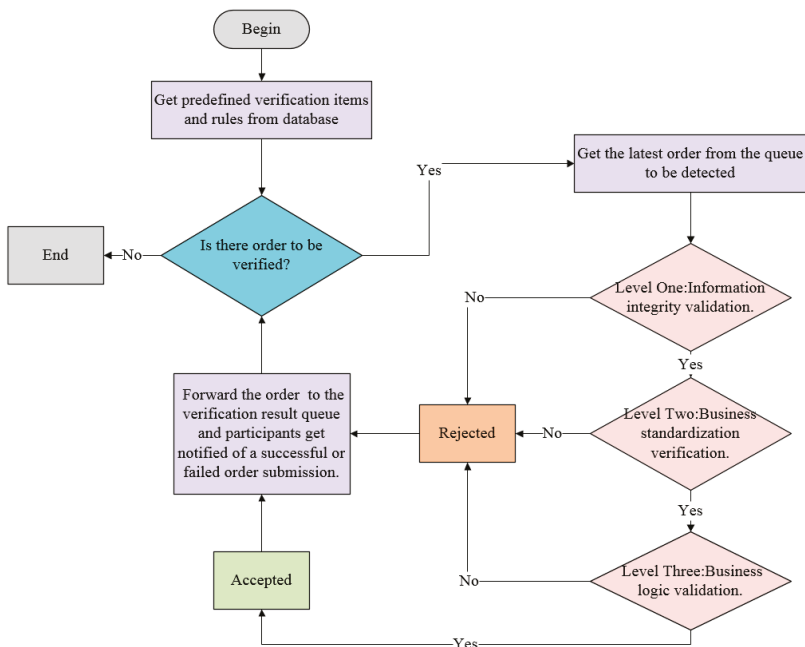 Begin
Get predefined verification items
and rules from database
Yes
Get the latest order from the queue
to be detected
End
No
Is there order to be
verified?
Level One:Information
integrity validation.
No
Yes
Forward the order to the
verification result queue
and participants get
notified of a successful or
failed order submission.
Rejected
No
Level Two:Business
standardization
verification.
Yes
Accepted
No
Level Three:Business
logic validation.
Yes